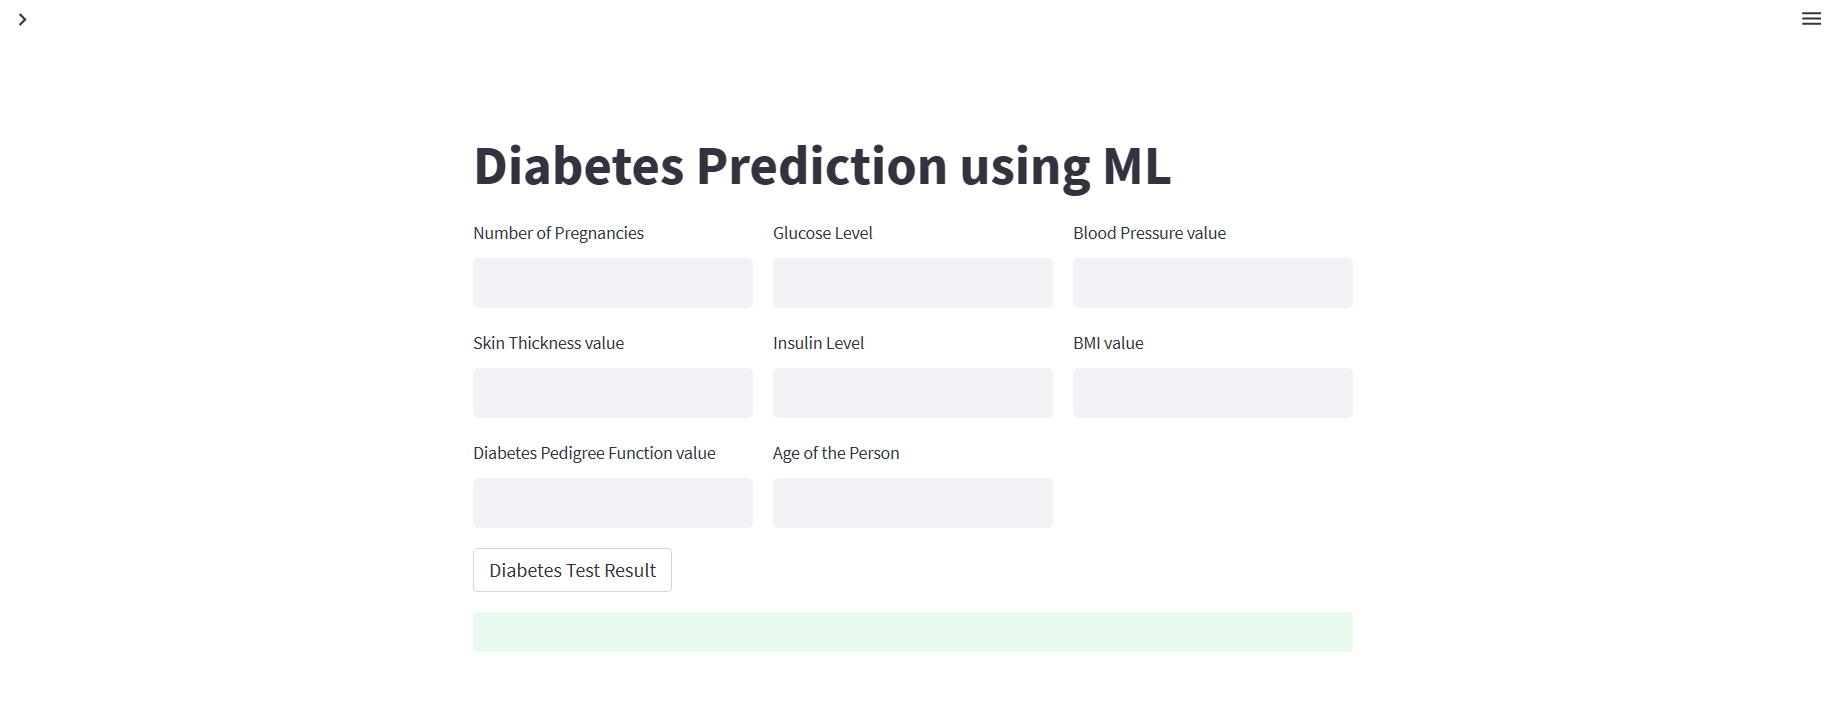 Diabetes Prediction using ML
Number of Pregnancies
Glucose Level
Blood Pressure value
Skin Thickness value
Insulin Level
BMI value
Diabetes Pedigree Function value
Age of the Person
Diabetes Test Result